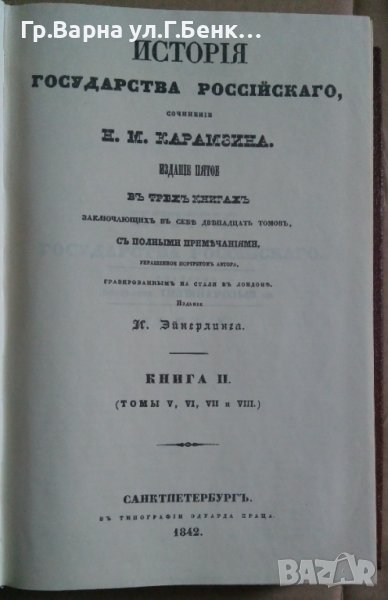 Гр.Варна ул.Г.Бенк...
ИСТОРІЯ
ГОСУДАРСТВА РОССІЙСКАГО,
СОЧИНЕНІЕ
Н. М. КАРАМЗИНА.
ИЗДАНІЕ ПЯТОЕ
ВЪ ТРЕХЪ КНИГАХЪ
ЗАКЛЮЧАЮЩИХЪ ВЪ СЕБѢ ДВѢНАДЦАТЬ ТОМОВЪ,
СЪ ПОЛНЫМИ ПРИМѢЧАНІЯМИ,
УКРАШЕННОЕ ПОРТРЕТОМЪ АВТОРА,
ГРАВИРОВАННЫМЪ НА СТАЛИ ВЪ ЛОНДОНѢ.
Изданіе
И. Эйнерлинга.
КНИГА II.
(ТОМЫ V, VI, VII и VIII.)
САНКТПЕТЕРБУРГЪ.
ВЪ ТИПОГРАФІИ ЭДУАРДА ПРАЦА.
1842.
BAZAR